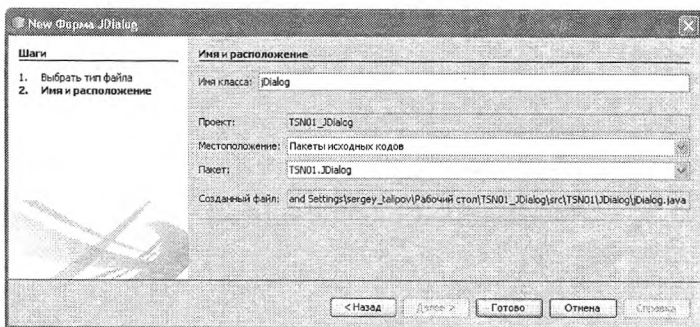 New Форма JDialog
Шаги
1. Выбрать тип файла
2. Имя и расположение
Имя и расположение
Имя класса: jDialog
Проект: TSN01_JDialog
Местоположение: Пакеты исходных кодов
Пакет: TSN01.JDialog
Созданный файл: and Settings\sergey_talipov\Рабочий стол\TSN01_JDialog\src\TSN01\JDialog\jDialog.java
< Назад Далее > Готово Отмена Справка